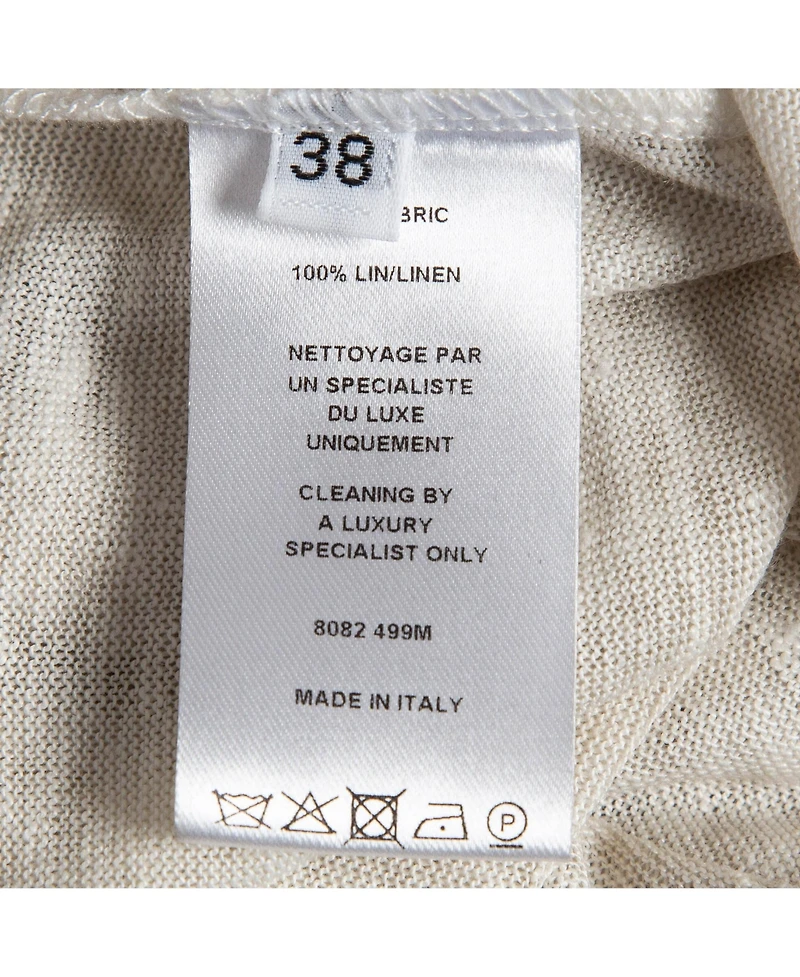 38
100% LIN/LINEN
NETTOYAGE PAR
UN SPECIALISTE
DU LUXE
UNIQUEMENT
CLEANING BY
A LUXURY
SPECIALIST ONLY
8082 499M
MADE IN ITALY
P